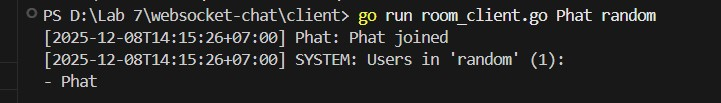 PS D:\Lab 7\websocket-chat\client> go run room_client.go Phat random
[2025-12-08T14:15:26+07:00] Phat: Phat joined
[2025-12-08T14:15:26+07:00] SYSTEM: Users in 'random' (1):
- Phat